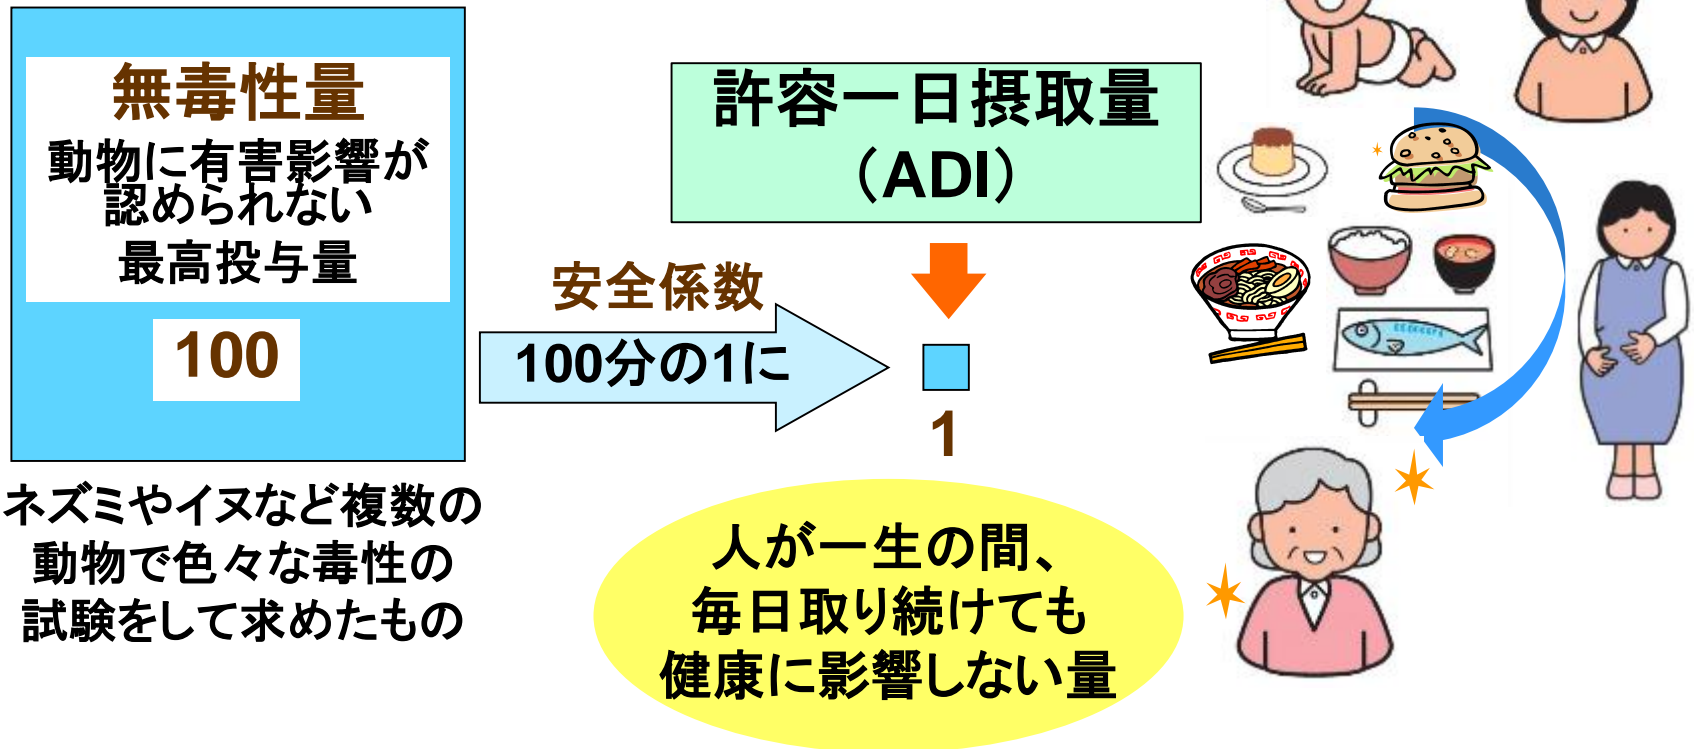 無毒性量
動物に有害影響が
認められない
最高投与量
100
ネズミやイヌなど複数の
動物で色々な毒性の
試験をして求めたもの
安全係数
100分の1に
許容一日摂取量
（ADI）
1
人が一生の間、
毎日取り続けても
健康に影響しない量